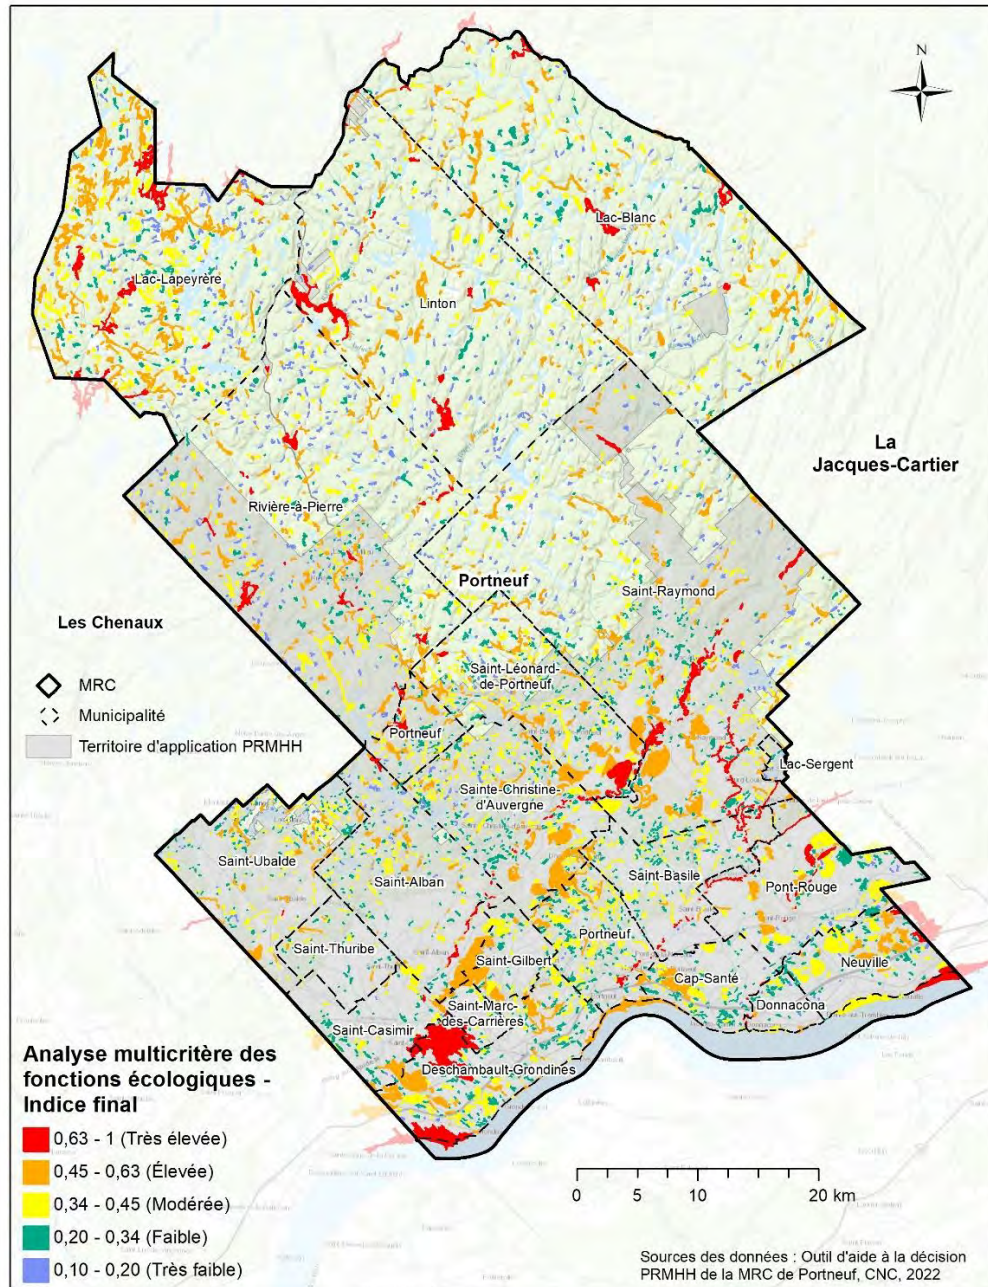 N
Lac-Blanc
Lac-Lapeyrère
Linton
La
Jacques-Cartier
Rivière-à-Pierre
Portneuf
Saint-Raymond
Les Chenaux
MRC
Municipalité
Territoire d'application PRMHH
Saint-Léonard-
de-Portneuf
Portneuf
Lac-Sergent
Sainte-Christine-
d'Auvergne
Saint-Ubalde
Saint-Alban
Saint-Basile
Pont-Rouge
Saint-Thuribe
Portneuf
Saint-Gilbert
Cap-Santé
Neuville
Donnacona
Saint-Marc-
des-Carrières
Saint-Casimir
Deschambault-Grondines
Analyse multicritère des
fonctions écologiques -
Indice final
0,63 - 1 (Très élevée)
0,45 - 0,63 (Élevée)
0,34 - 0,45 (Modérée)
0,20 - 0,34 (Faible)
0,10 - 0,20 (Très faible)
0 5 10 20 km
Sources des données : Outil d'aide à la décision
PRMHH de la MRC de Portneuf, CNC, 2022